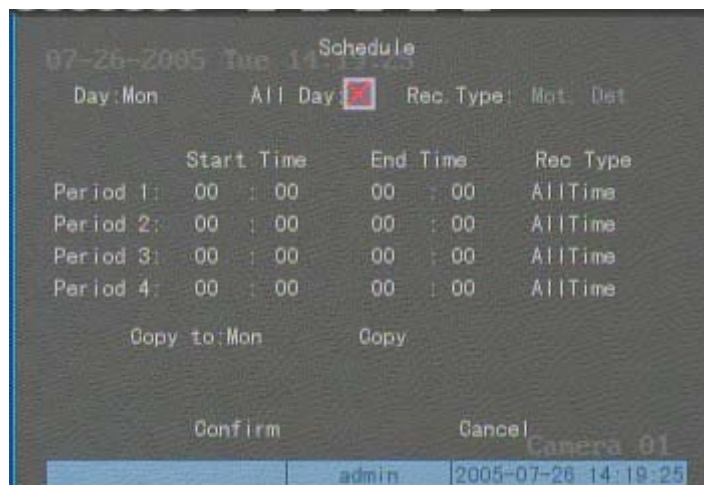 Schedule
07-26-2005 Tue 14:19:25
Day:Mon All Day: Rec.Type: Mot. Det
Start Time End Time Rec Type
Period 1: 00 : 00 00 : 00 AllTime
Period 2: 00 : 00 00 : 00 AllTime
Period 3: 00 : 00 00 : 00 AllTime
Period 4: 00 : 00 00 : 00 AllTime
Copy to:Mon Copy
Confirm Cancel
Camera 01
admin 2005-07-26 14:19:25